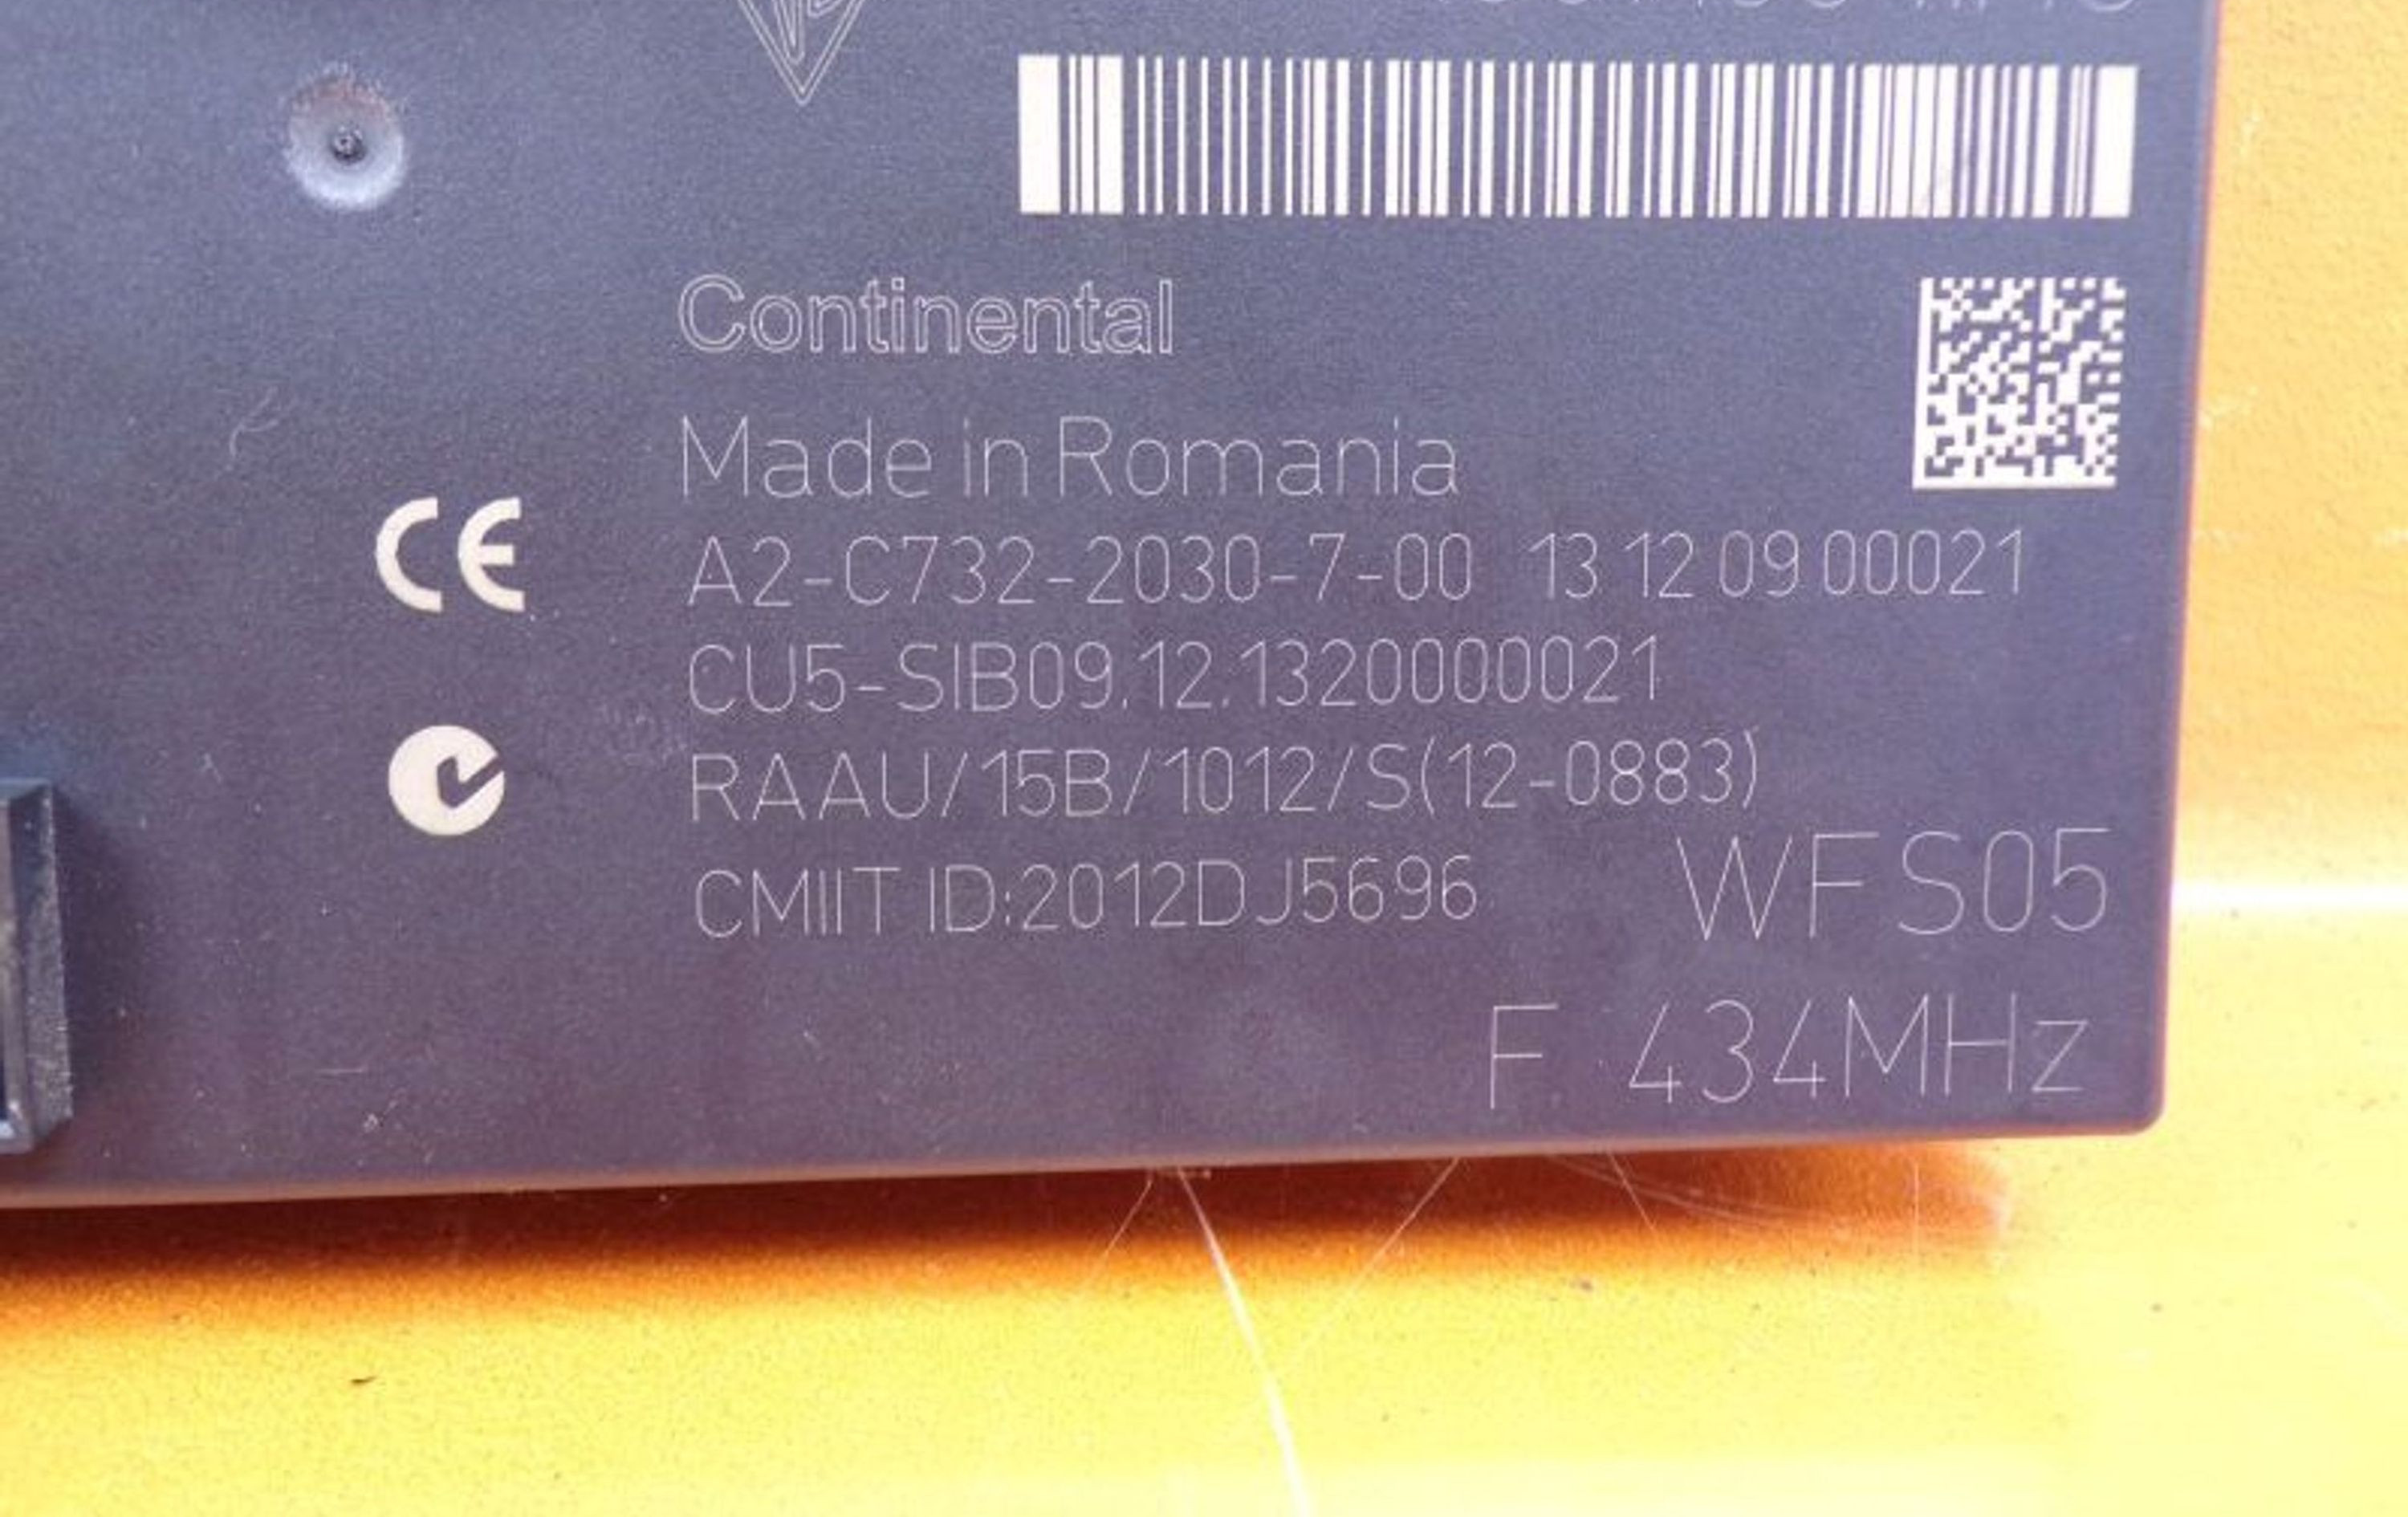 Continental
Made in Romania
A2-C732-2030-7-00 13 12 09 00021
CU5-SIB09.12.1320000021
RAAU/15B/1012/S(12-0883)
CMIIT ID:2012DJ5696
WFS05
F 434MHz
CE